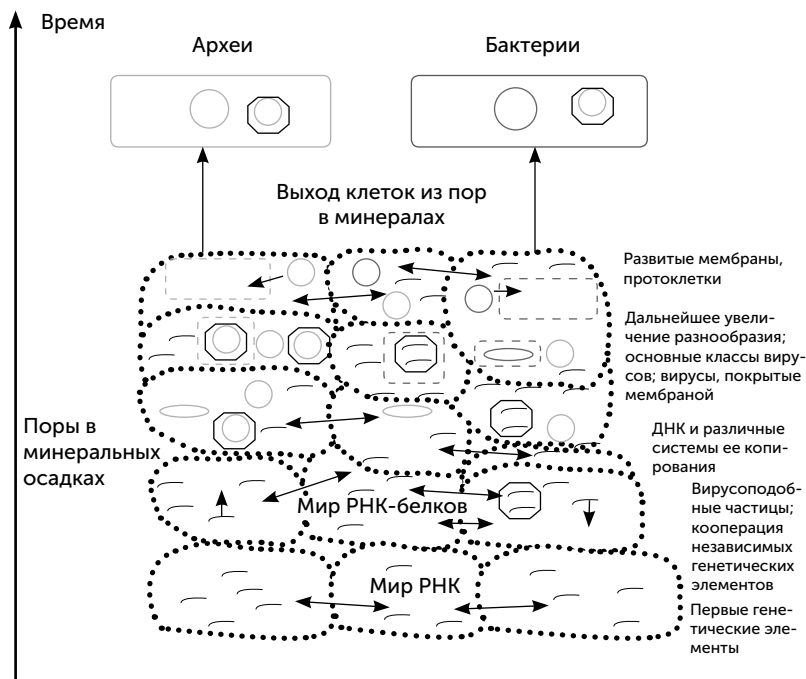 Время
Археи
Бактерии
Выход клеток из пор
в минералах
Развитые мембраны,
протоклетки
Дальнейшее увели-
чение разнообразия;
основные классы виру-
сов; вирусы, покрытые
мембраной
Поры в
минеральных
осадках
ДНК и различные
системы ее копи-
рования
Мир РНК-белков
Вирусоподоб-
ные частицы;
кооперация
независимых
генетических
элементов
Мир РНК
Первые гене-
тические эле-
менты